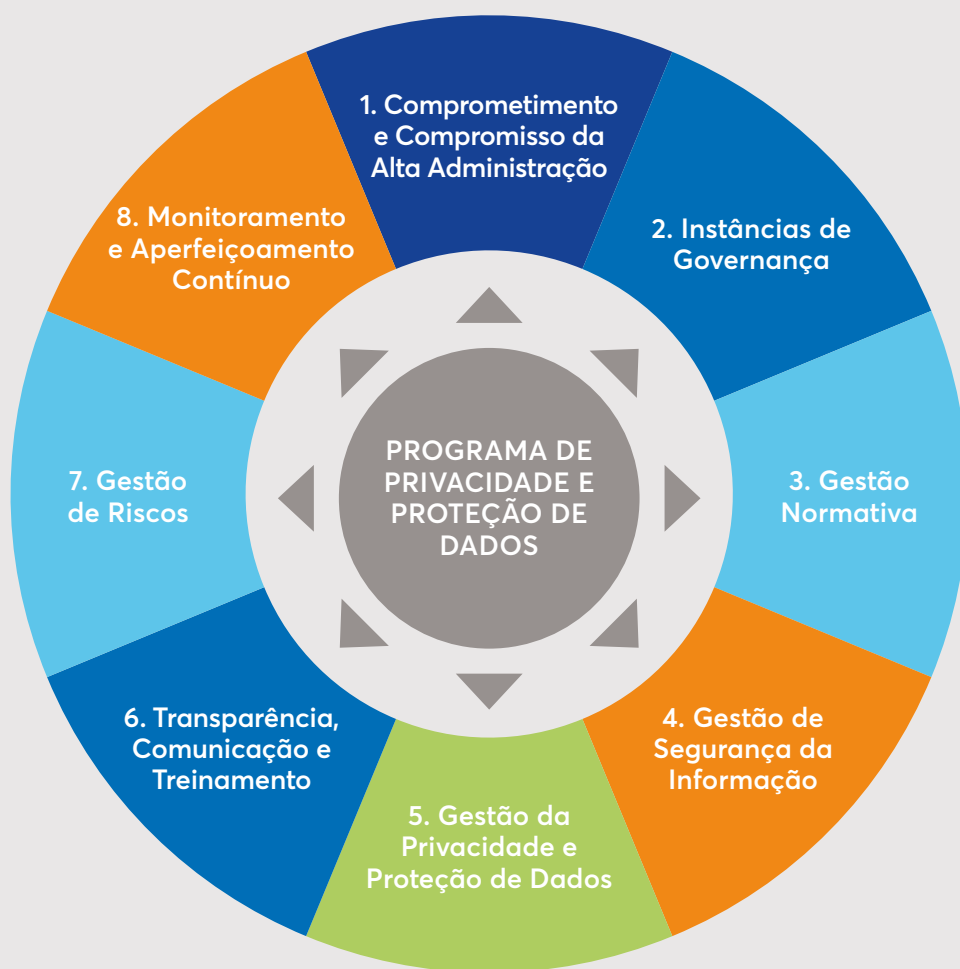 1. Comprometimento
e Compromisso da
Alta Administração
2. Instâncias de
Governança
3. Gestão
Normativa
4. Gestão de
Segurança da
Informação
5. Gestão da
Privacidade e
Proteção de Dados
6. Transparência,
Comunicação e
Treinamento
7. Gestão
de Riscos
8. Monitoramento
e Aperfeiçoamento
Contínuo
PROGRAMA DE
PRIVACIDADE E
PROTEÇÃO DE
DADOS